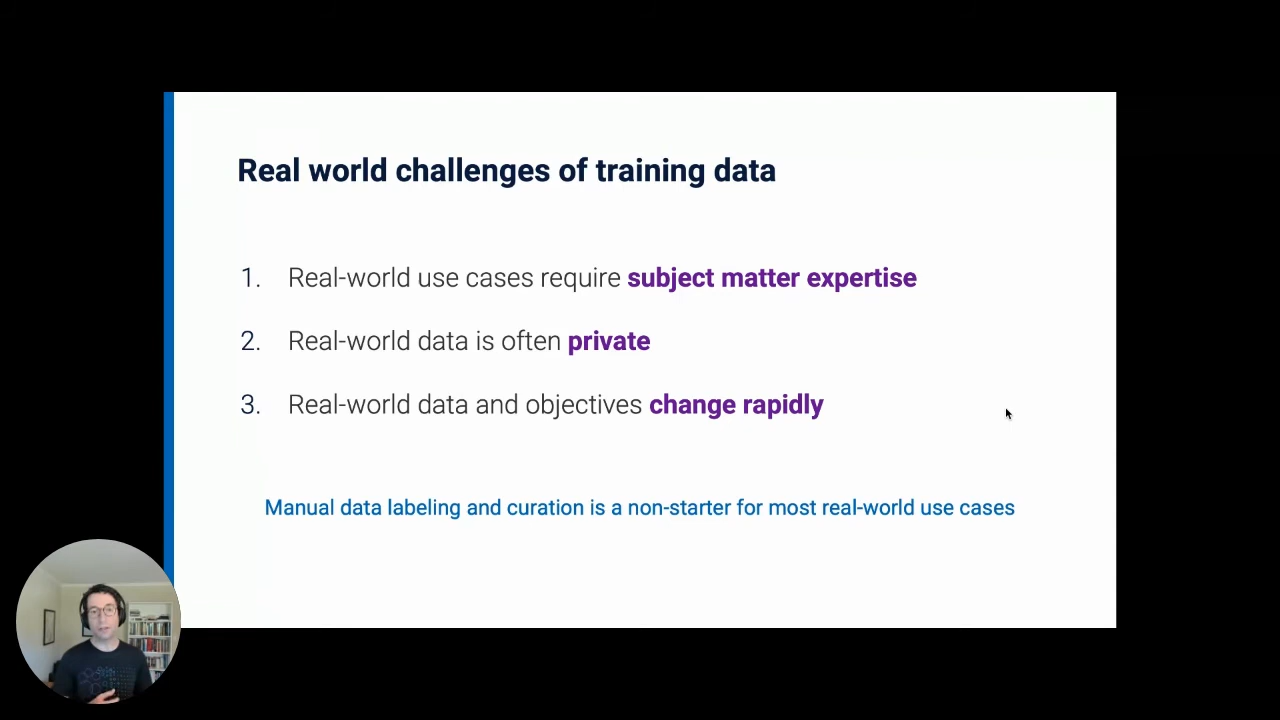 Real world challenges of training data
1. Real-world use cases require subject matter expertise
2. Real-world data is often private
3. Real-world data and objectives change rapidly
Manual data labeling and curation is a non-starter for most real-world use cases